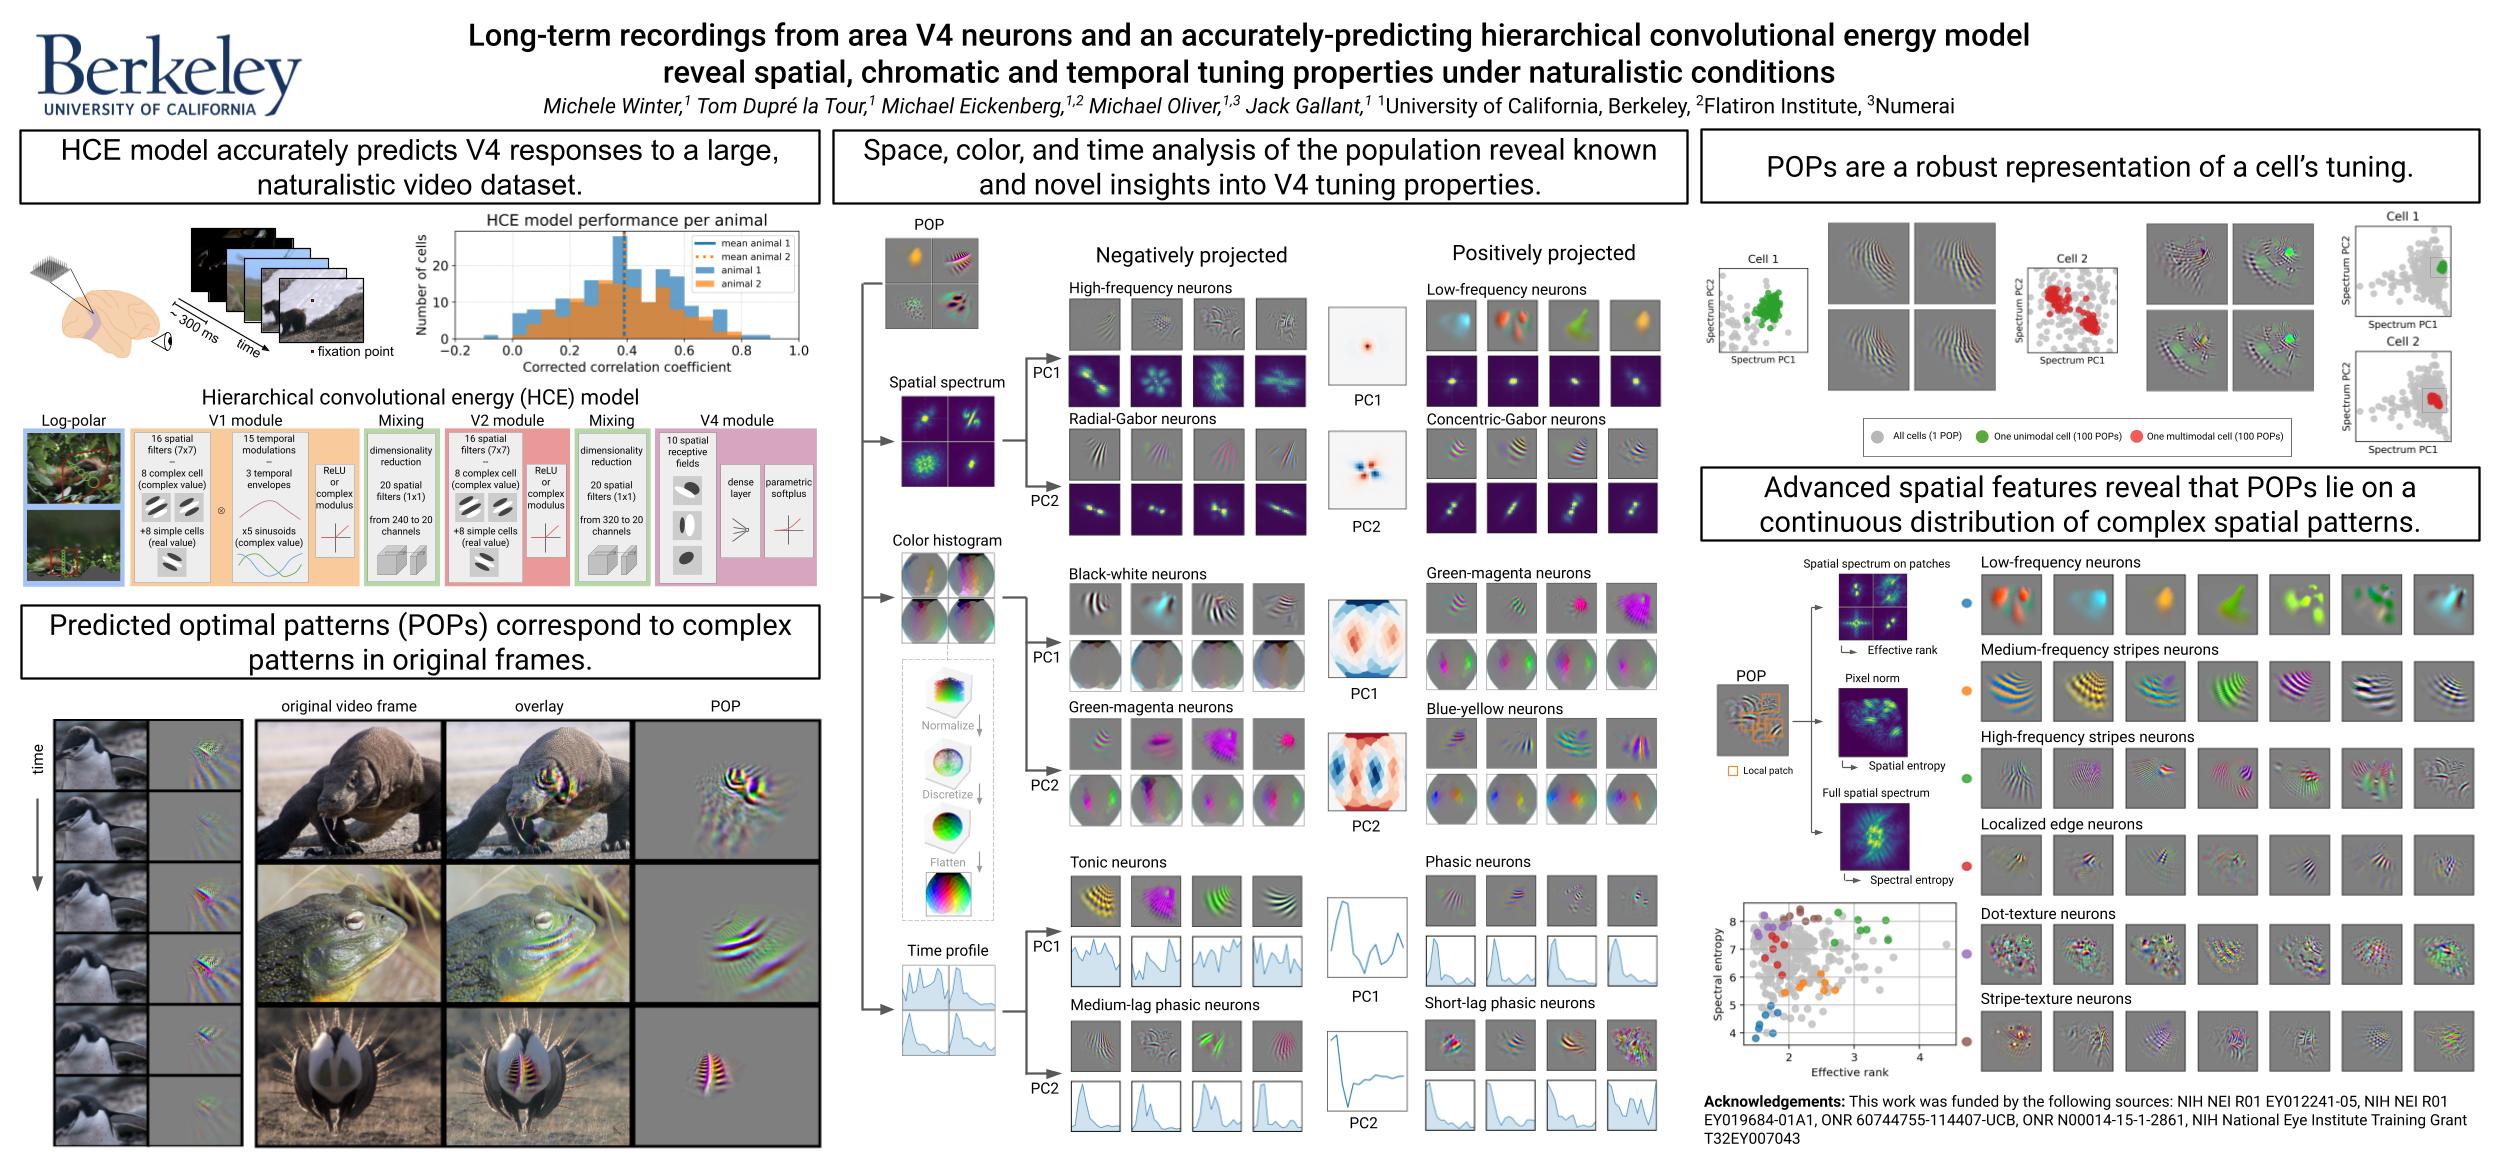 Berkeley
UNIVERSITY OF CALIFORNIA
Long-term recordings from area V4 neurons and an accurately-predicting hierarchical convolutional energy model
reveal spatial, chromatic and temporal tuning properties under naturalistic conditions
Michele Winter,1 Tom Dupré la Tour,1 Michael Eickenberg,1,2 Michael Oliver,1,3 Jack Gallant,1 1University of California, Berkeley, 2Flatiron Institute, 3Numerai
HCE model accurately predicts V4 responses to a large,
naturalistic video dataset.
~ 300 ms
time
fixation point
HCE model performance per animal
Number of cells
20
10
0
mean animal 1
mean animal 2
animal 1
animal 2
−0.2 0.0 0.2 0.4 0.6 0.8 1.0
Corrected correlation coefficient
Hierarchical convolutional energy (HCE) model
Log-polar
V1 module
16 spatial
filters (7x7)
--
8 complex cell
(complex value)
+8 simple cells
(real value)
⊗
15 temporal
modulations
--
3 temporal
envelopes
x5 sinusoids
(complex value)
ReLU
or
complex
modulus
Mixing
dimensionality
reduction
20 spatial
filters (1x1)
from 240 to 20
channels
V2 module
16 spatial
filters (7x7)
--
8 complex cell
(complex value)
+8 simple cells
(real value)
ReLU
or
complex
modulus
Mixing
dimensionality
reduction
20 spatial
filters (1x1)
from 320 to 20
channels
V4 module
10 spatial
receptive
fields
dense
layer
parametric
softplus
Predicted optimal patterns (POPs) correspond to complex
patterns in original frames.
time
original video frame
overlay
POP
Space, color, and time analysis of the population reveal known
and novel insights into V4 tuning properties.
POP
Spatial spectrum
Color histogram
Normalize
Discretize
Flatten
Time profile
Negatively projected
Positively projected
High-frequency neurons
Low-frequency neurons
PC1
PC1
Radial-Gabor neurons
Concentric-Gabor neurons
PC2
PC2
Black-white neurons
Green-magenta neurons
PC1
PC1
Green-magenta neurons
Blue-yellow neurons
PC2
PC2
Tonic neurons
Phasic neurons
PC1
PC1
Medium-lag phasic neurons
Short-lag phasic neurons
PC2
PC2
POPs are a robust representation of a cell's tuning.
Cell 1
Spectrum PC2
Spectrum PC1
Cell 2
Spectrum PC2
Spectrum PC1
Cell 1
Spectrum PC2
Spectrum PC1
Cell 2
Spectrum PC2
Spectrum PC1
All cells (1 POP)
One unimodal cell (100 POPs)
One multimodal cell (100 POPs)
Advanced spatial features reveal that POPs lie on a
continuous distribution of complex spatial patterns.
POP
Local patch
Spatial spectrum on patches
Effective rank
Pixel norm
Spatial entropy
Full spatial spectrum
Spectral entropy
Spectral entropy
8
7
6
5
4
2 3 4
Effective rank
Low-frequency neurons
Medium-frequency stripes neurons
High-frequency stripes neurons
Localized edge neurons
Dot-texture neurons
Stripe-texture neurons
Acknowledgements: This work was funded by the following sources: NIH NEI R01 EY012241-05, NIH NEI R01
EY019684-01A1, ONR 60744755-114407-UCB, ONR N00014-15-1-2861, NIH National Eye Institute Training Grant
T32EY007043